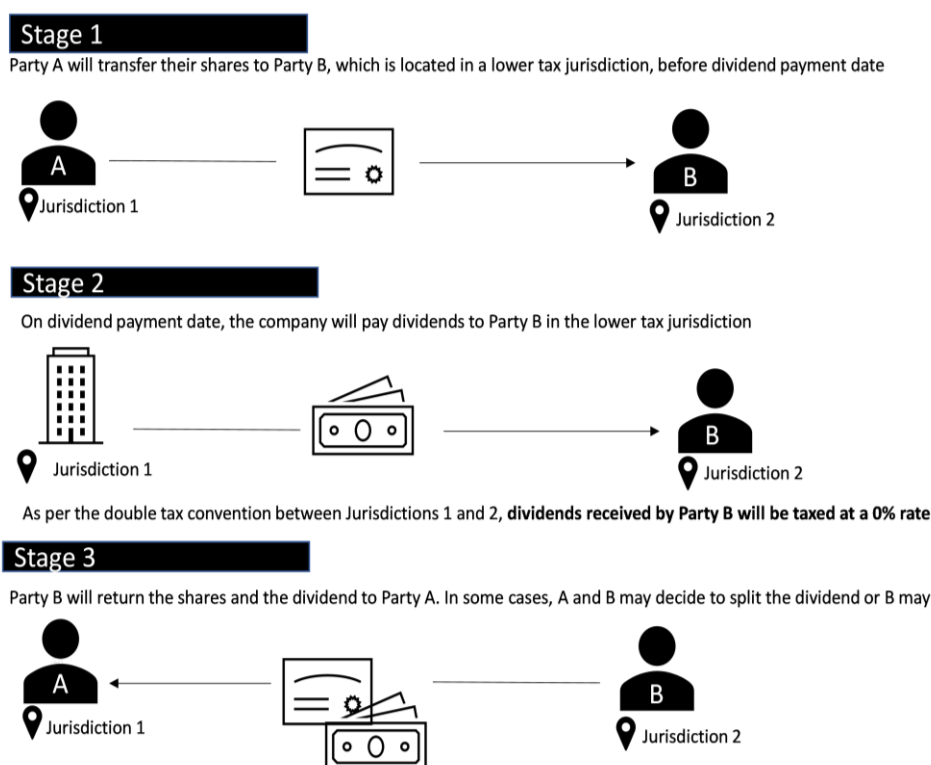 Stage 1
Party A will transfer their shares to Party B, which is located in a lower tax jurisdiction, before dividend payment date
A
B
Jurisdiction 1
Jurisdiction 2
Stage 2
On dividend payment date, the company will pay dividends to Party B in the lower tax jurisdiction
B
Jurisdiction 1
Jurisdiction 2
As per the double tax convention between Jurisdictions 1 and 2, dividends received by Party B will be taxed at a 0% rate
Stage 3
Party B will return the shares and the dividend to Party A. In some cases, A and B may decide to split the dividend or B may
A
B
Jurisdiction 1
Jurisdiction 2